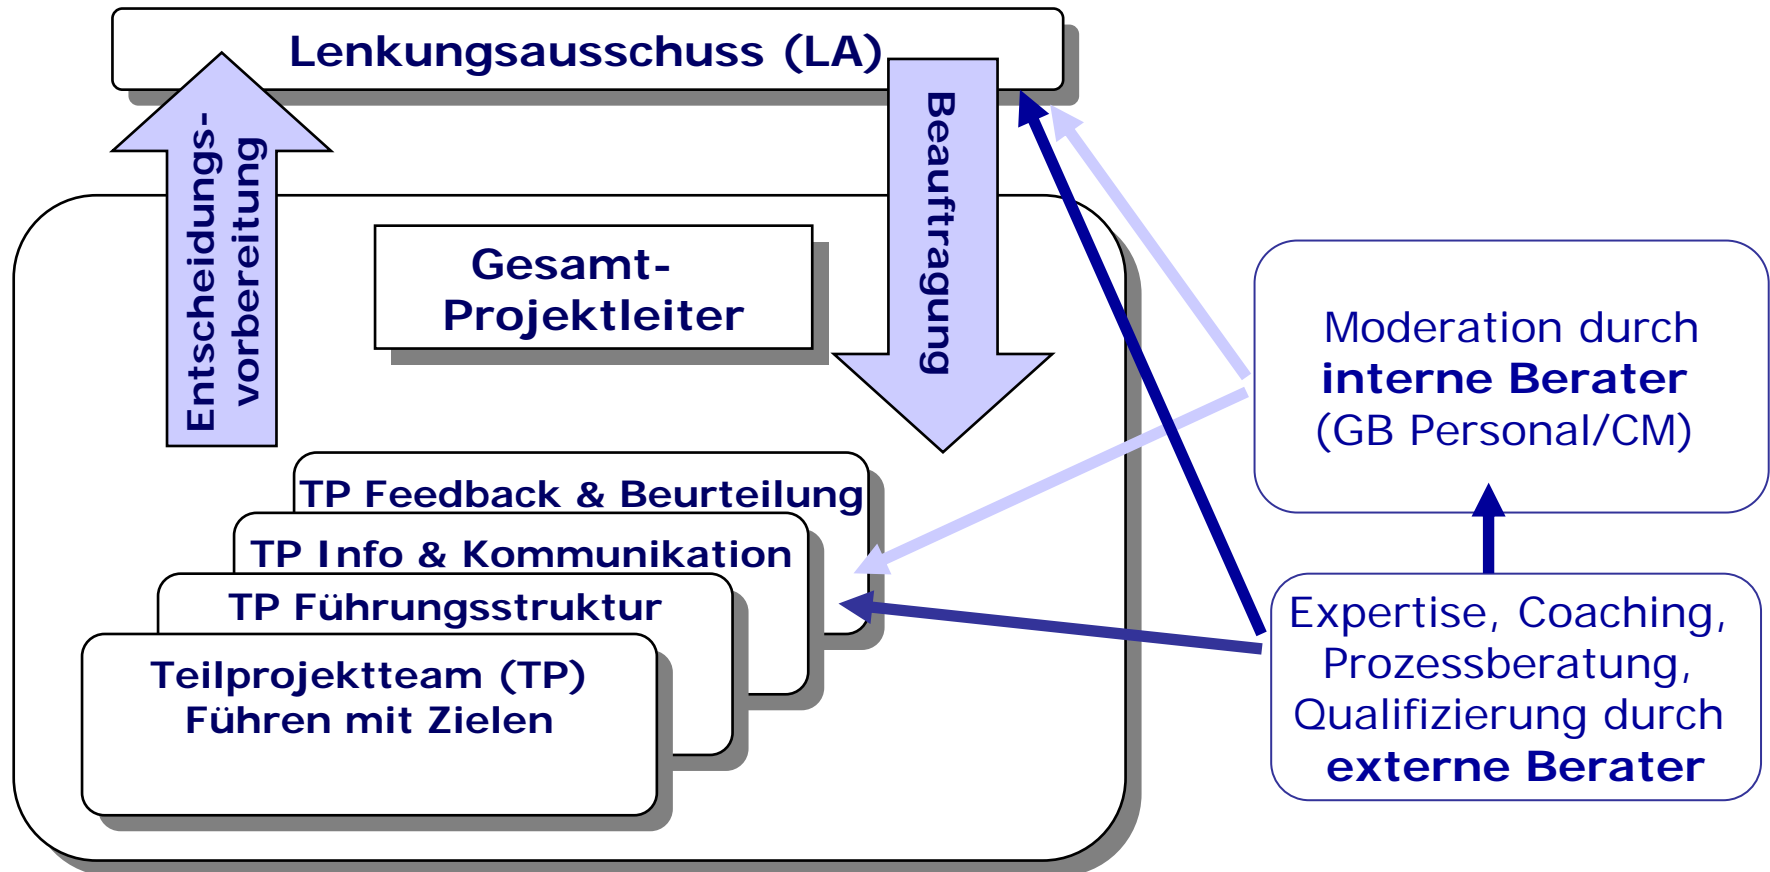 Lenkungsausschuss (LA)
Entscheidungs-
vorbereitung
Beauftragung
Gesamt-
Projektleiter
TP Feedback & Beurteilung
TP Info & Kommunikation
TP Führungsstruktur
Teilprojektteam (TP)
Führen mit Zielen
Moderation durch
interne Berater
(GB Personal/CM)
Expertise, Coaching,
Prozessberatung,
Qualifizierung durch
externe Berater